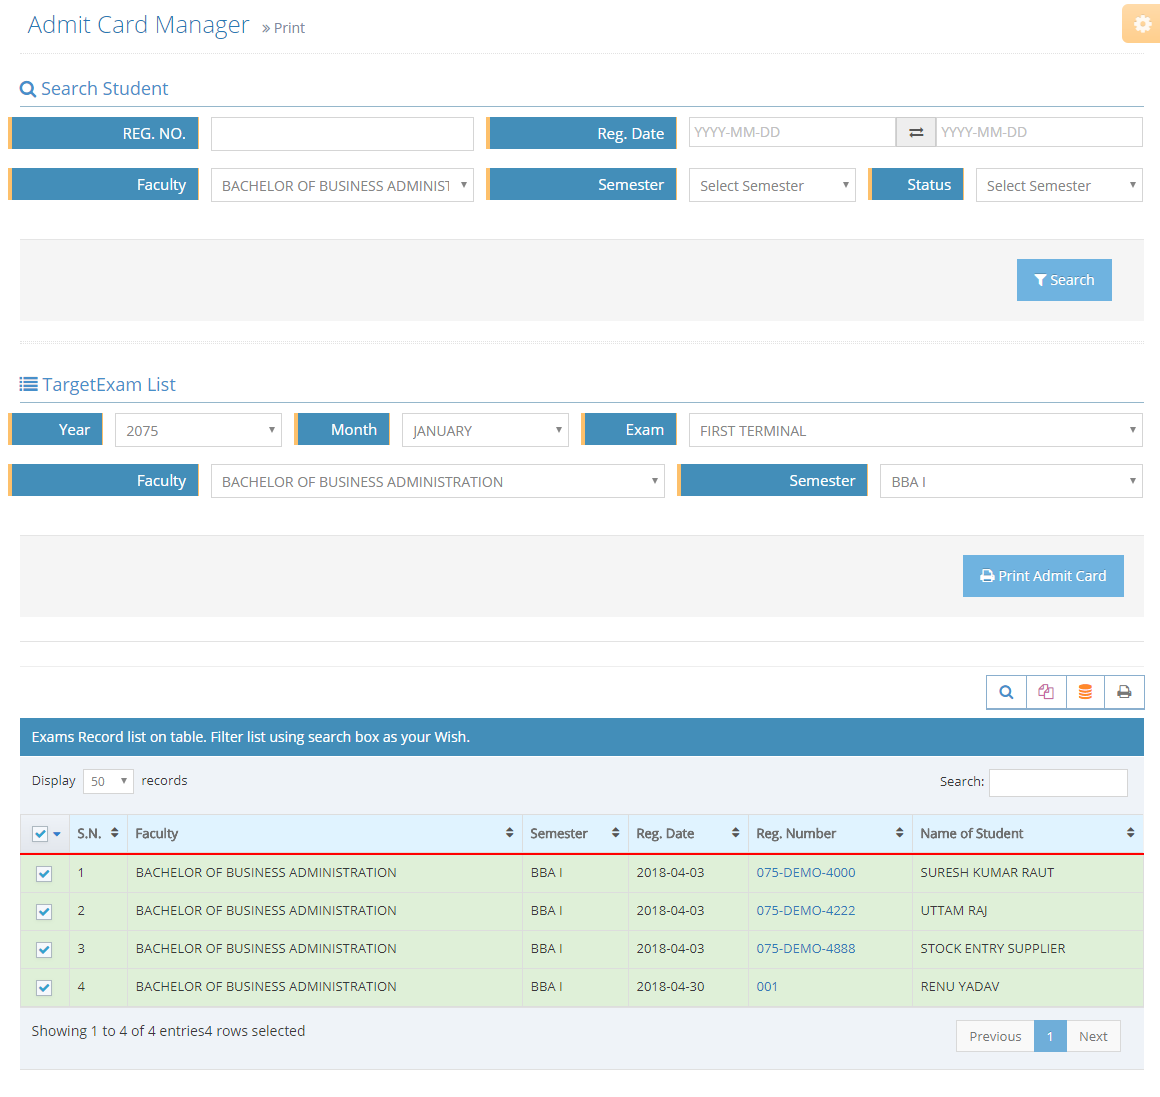 Admit Card Manager » Print
Search Student
REG. NO. Reg. Date YYYY-MM-DD YYYY-MM-DD
Faculty BACHELOR OF BUSINESS ADMINIST Semester Select Semester Status Select Semester
Search
TargetExam List
Year 2075 Month JANUARY Exam FIRST TERMINAL
Faculty BACHELOR OF BUSINESS ADMINISTRATION Semester BBA I
Print Admit Card
Exams Record list on table. Filter list using search box as your Wish.
Display 50 records Search:
S.N. Faculty Semester Reg. Date Reg. Number Name of Student
1 BACHELOR OF BUSINESS ADMINISTRATION BBA I 2018-04-03 075-DEMO-4000 SURESH KUMAR RAUT
2 BACHELOR OF BUSINESS ADMINISTRATION BBA I 2018-04-03 075-DEMO-4222 UTTAM RAJ
3 BACHELOR OF BUSINESS ADMINISTRATION BBA I 2018-04-03 075-DEMO-4888 STOCK ENTRY SUPPLIER
4 BACHELOR OF BUSINESS ADMINISTRATION BBA I 2018-04-30 001 RENU YADAV
Showing 1 to 4 of 4 entries4 rows selected Previous 1 Next